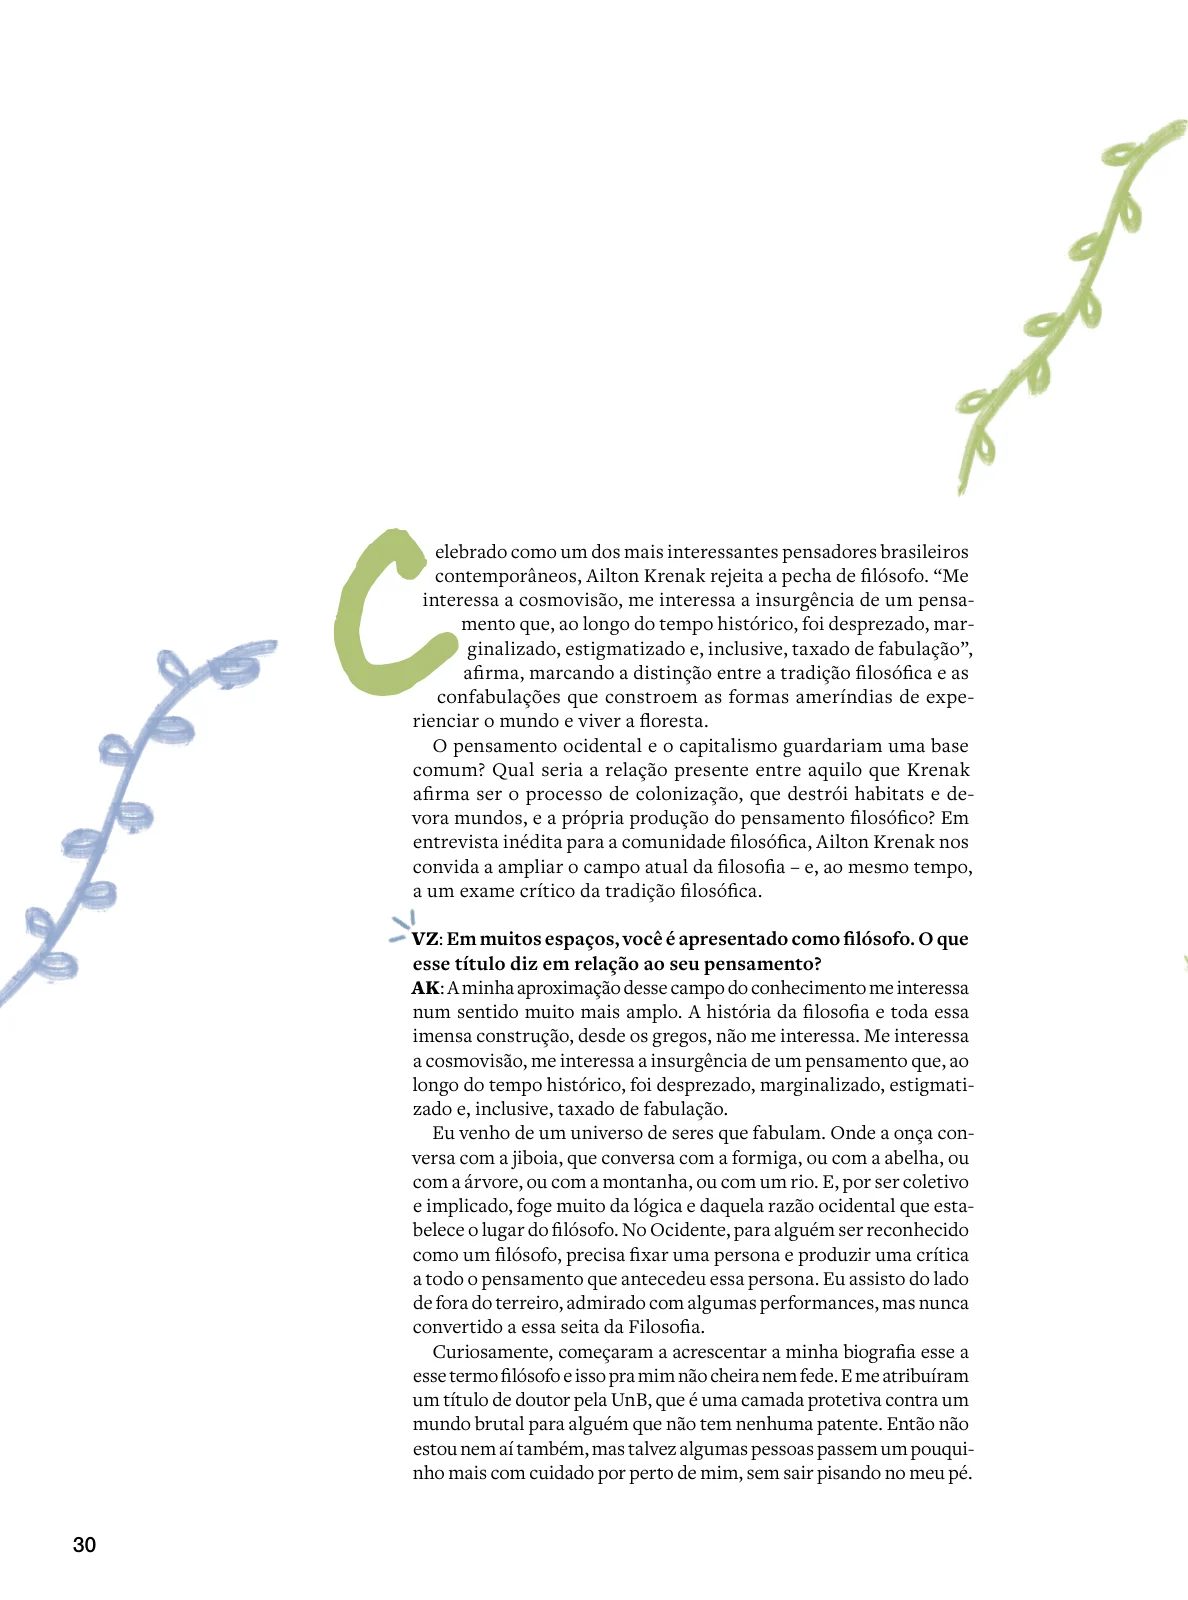 Celebrado como um dos mais interessantes pensadores brasileiros
contemporâneos, Ailton Krenak rejeita a pecha de filósofo. “Me
interessa a cosmovisão, me interessa a insurgência de um pensa-
mento que, ao longo do tempo histórico, foi desprezado, mar-
ginalizado, estigmatizado e, inclusive, taxado de fabulação”,
afirma, marcando a distinção entre a tradição filosófica e as
confabulações que constroem as formas ameríndias de expe-
rienciar o mundo e viver a floresta.
O pensamento ocidental e o capitalismo guardariam uma base
comum? Qual seria a relação presente entre aquilo que Krenak
afirma ser o processo de colonização, que destrói habitats e de-
vora mundos, e a própria produção do pensamento filosófico? Em
entrevista inédita para a comunidade filosófica, Ailton Krenak nos
convida a ampliar o campo atual da filosofia – e, ao mesmo tempo,
a um exame crítico da tradição filosófica.
VZ: Em muitos espaços, você é apresentado como filósofo. O que
esse título diz em relação ao seu pensamento?
AK: A minha aproximação desse campo do conhecimento me interessa
num sentido muito mais amplo. A história da filosofia e toda essa
imensa construção, desde os gregos, não me interessa. Me interessa
a cosmovisão, me interessa a insurgência de um pensamento que, ao
longo do tempo histórico, foi desprezado, marginalizado, estigmati-
zado e, inclusive, taxado de fabulação.
Eu venho de um universo de seres que fabulam. Onde a onça con-
versa com a jiboia, que conversa com a formiga, ou com a abelha, ou
com a árvore, ou com a montanha, ou com um rio. E, por ser coletivo
e implicado, foge muito da lógica e daquela razão ocidental que esta-
belece o lugar do filósofo. No Ocidente, para alguém ser reconhecido
como um filósofo, precisa fixar uma persona e produzir uma crítica
a todo o pensamento que antecedeu essa persona. Eu assisto do lado
de fora do terreiro, admirado com algumas performances, mas nunca
convertido a essa seita da Filosofia.
Curiosamente, começaram a acrescentar a minha biografia esse a
esse termo filósofo e isso pra mim não cheira nem fede. E me atribuíram
um título de doutor pela UnB, que é uma camada protetiva contra um
mundo brutal para alguém que não tem nenhuma patente. Então não
estou nem aí também, mas talvez algumas pessoas passem um pouqui-
nho mais com cuidado por perto de mim, sem sair pisando no meu pé.
30